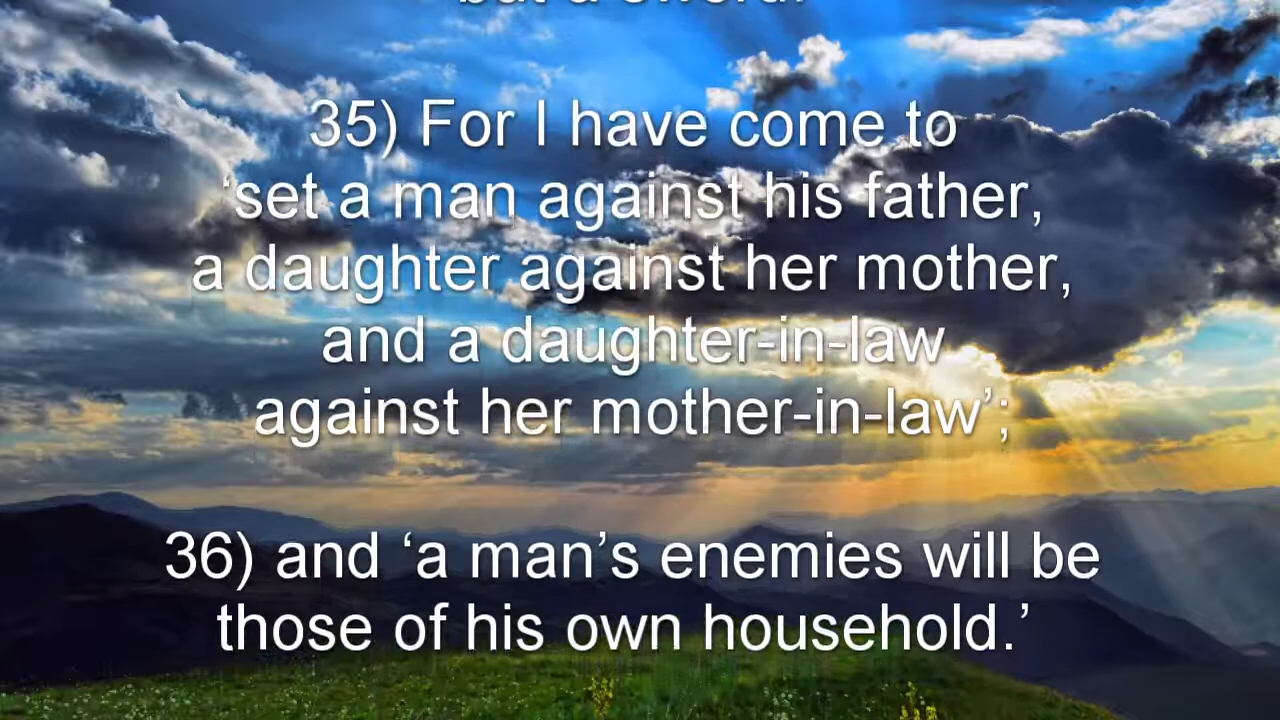 but a sword.
35) For I have come to
‘set a man against his father,
a daughter against her mother,
and a daughter-in-law
against her mother-in-law’;
36) and ‘a man’s enemies will be
those of his own household.’